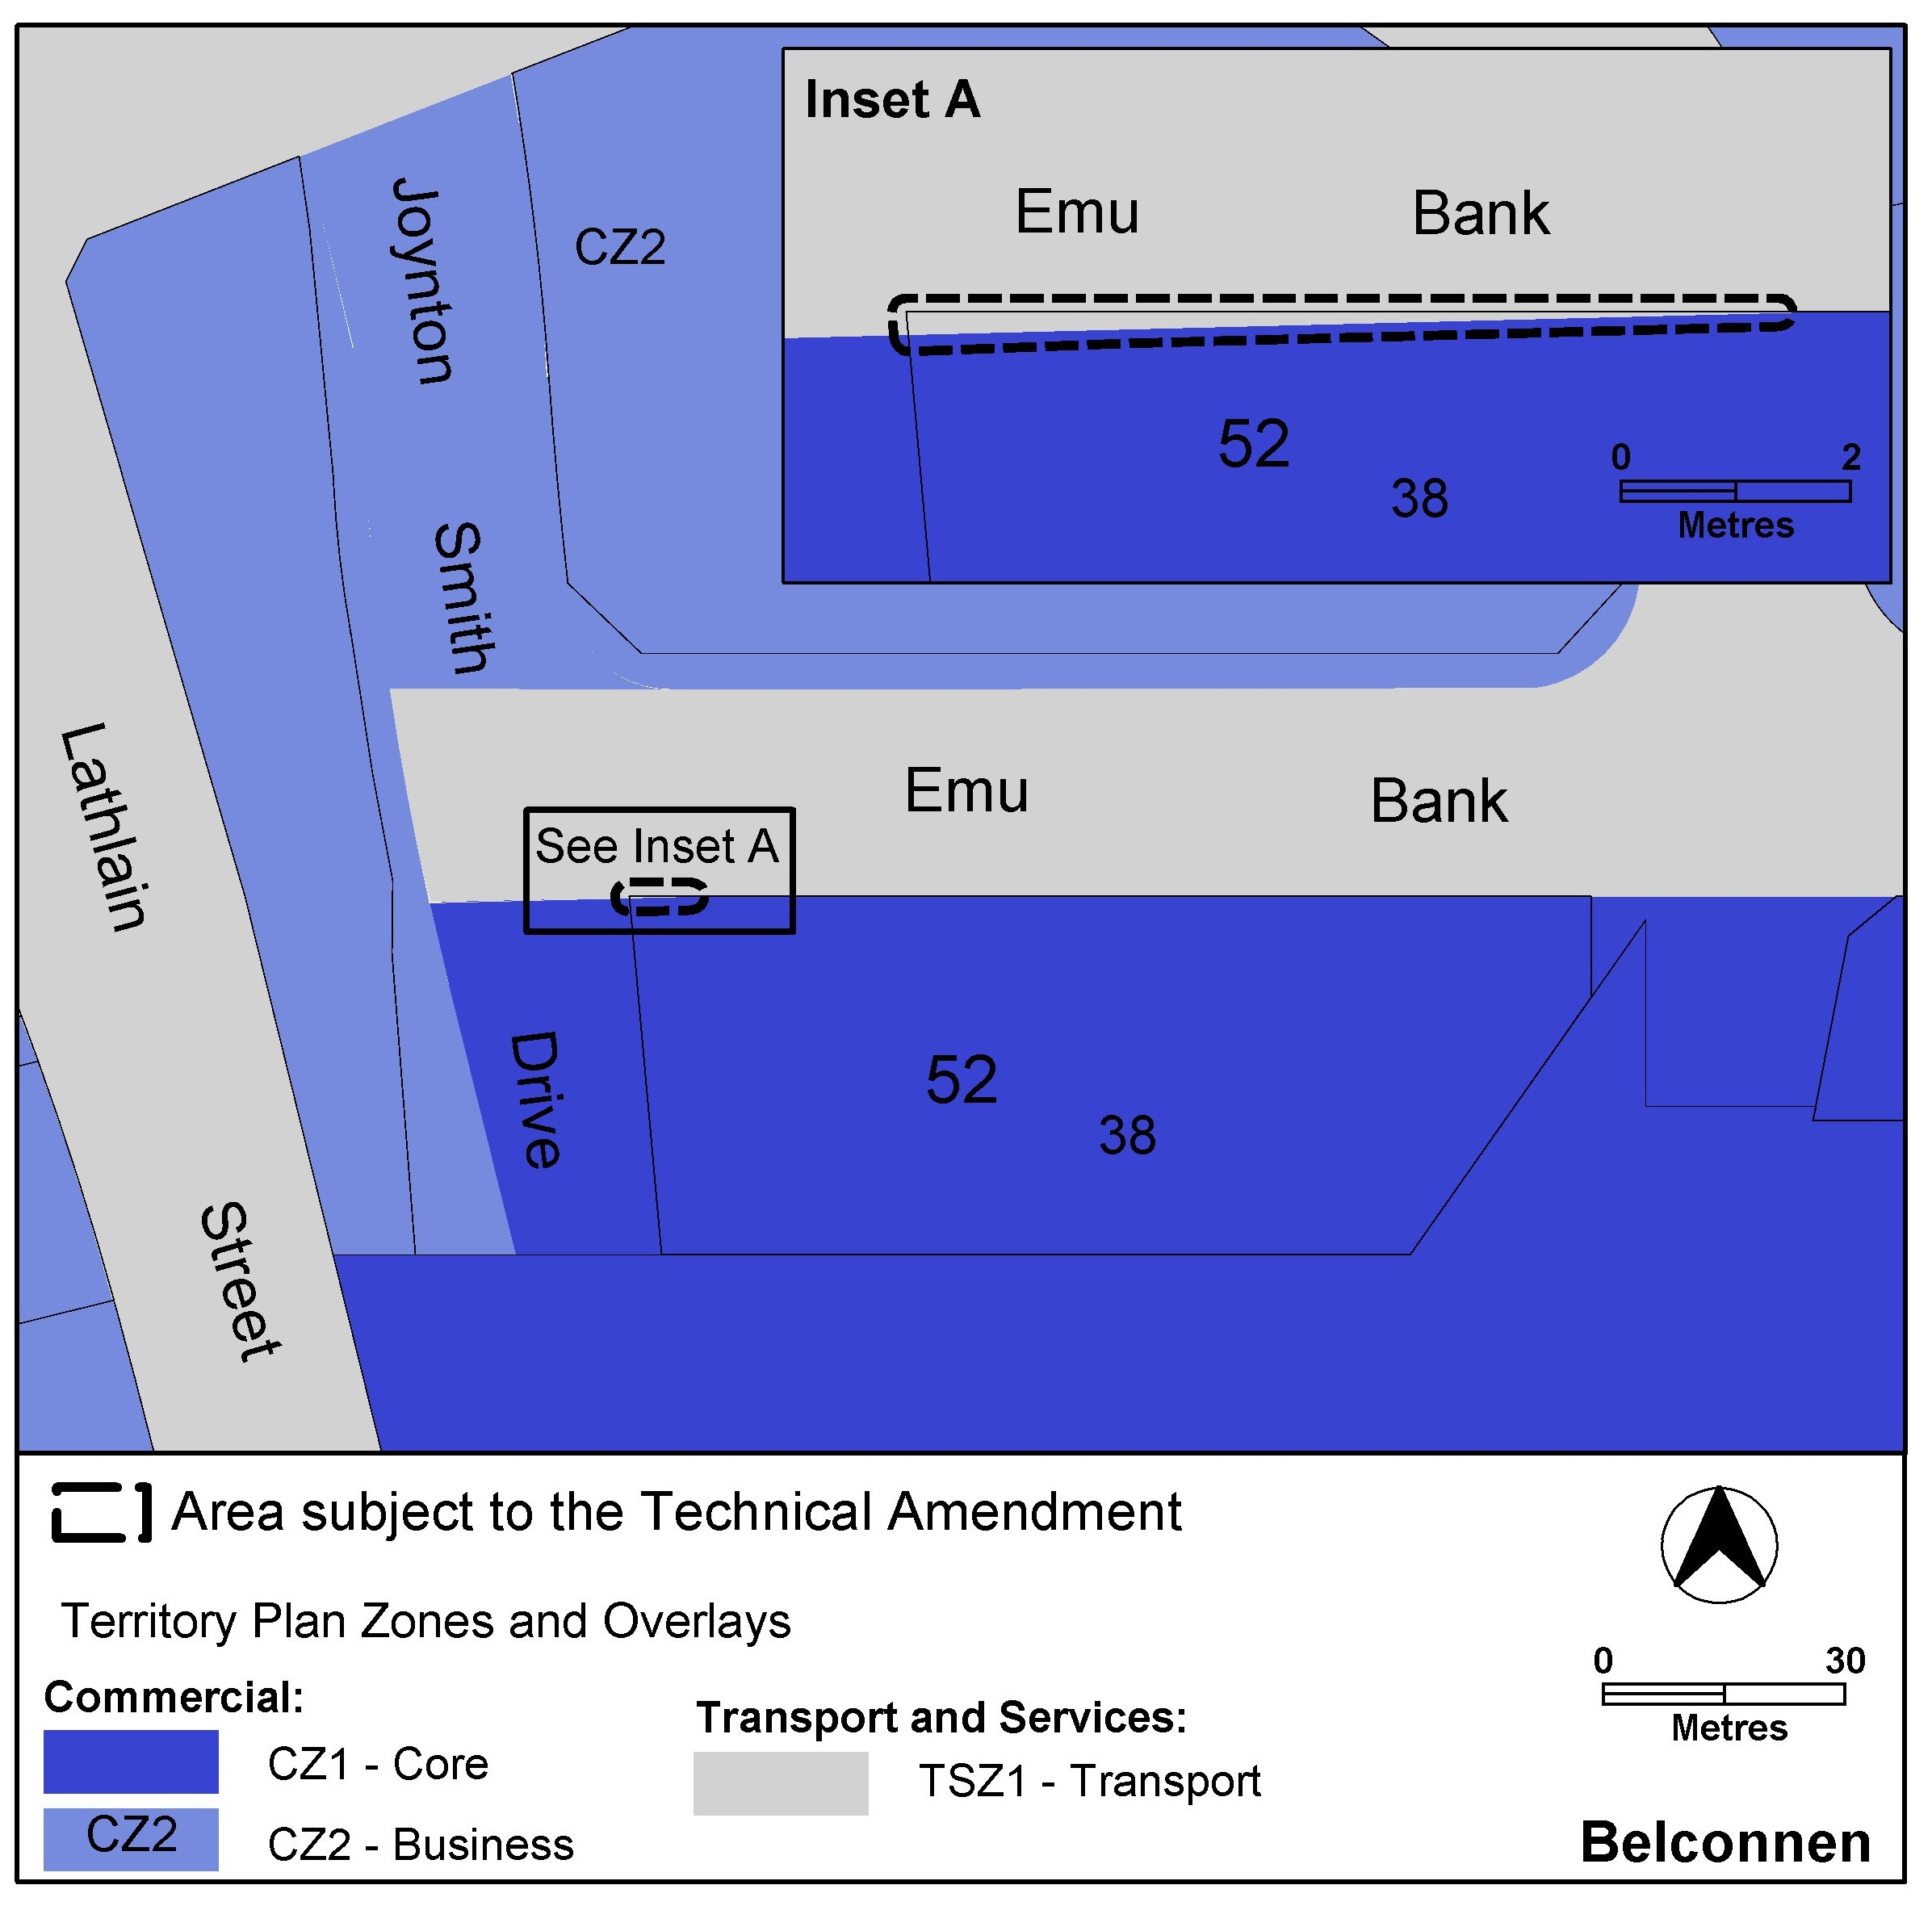 Inset A
Emu Bank
52
38
0 2
Metres
Joynton
Smith
Drive
CZ2
Lathlain
Street
Emu Bank
See Inset A
52
38
Area subject to the Technical Amendment
Territory Plan Zones and Overlays
Commercial:
CZ1 - Core
CZ2 CZ2 - Business
Transport and Services:
TSZ1 - Transport
0 30
Metres
Belconnen